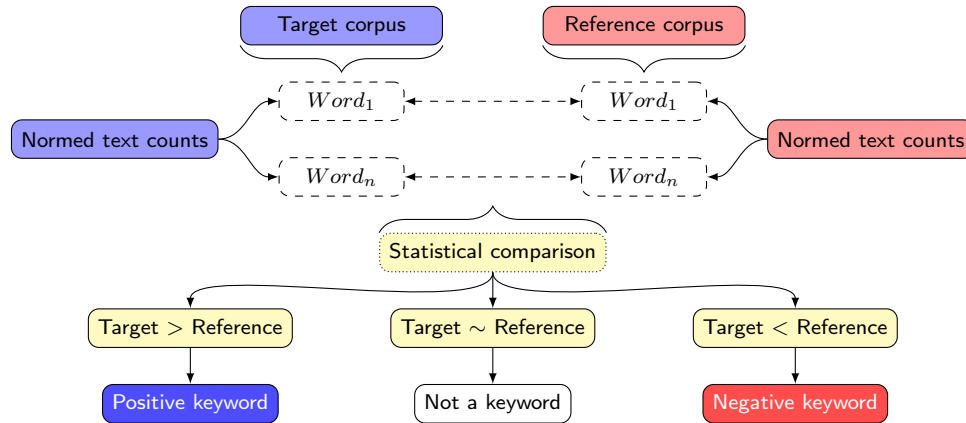 Target corpus
Reference corpus
Word₁
Word₁
Normed text counts
Normed text counts
Wordₙ
Wordₙ
Statistical comparison
Target > Reference
Target ∼ Reference
Target < Reference
Positive keyword
Not a keyword
Negative keyword